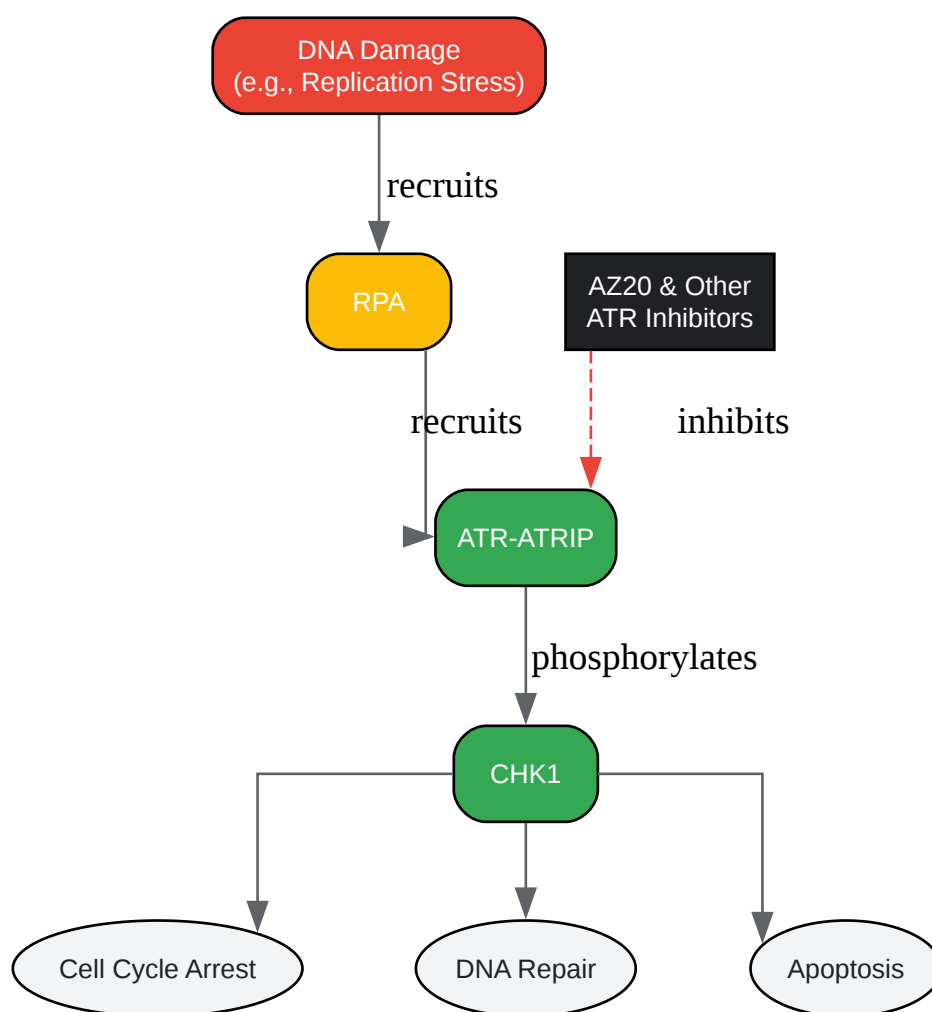 DNA Damage
(e.g., Replication Stress)
recruits
RPA
AZ20 & Other
ATR Inhibitors
recruits
inhibits
ATR-ATRIP
phosphorylates
CHK1
Cell Cycle Arrest
DNA Repair
Apoptosis